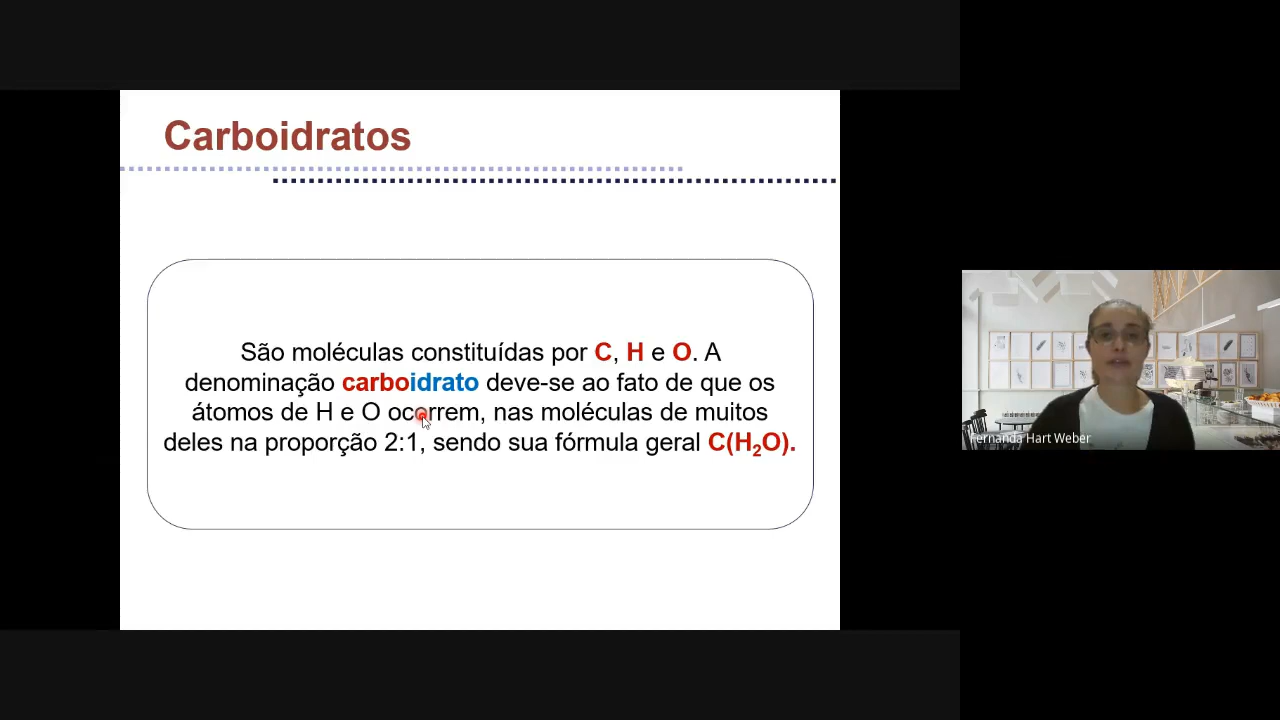 Carboidratos
São moléculas constituídas por C, H e O. A
denominação carboidrato deve-se ao fato de que os
átomos de H e O ocorrem, nas moléculas de muitos
deles na proporção 2:1, sendo sua fórmula geral C(H₂O).
Fernanda Hart Weber